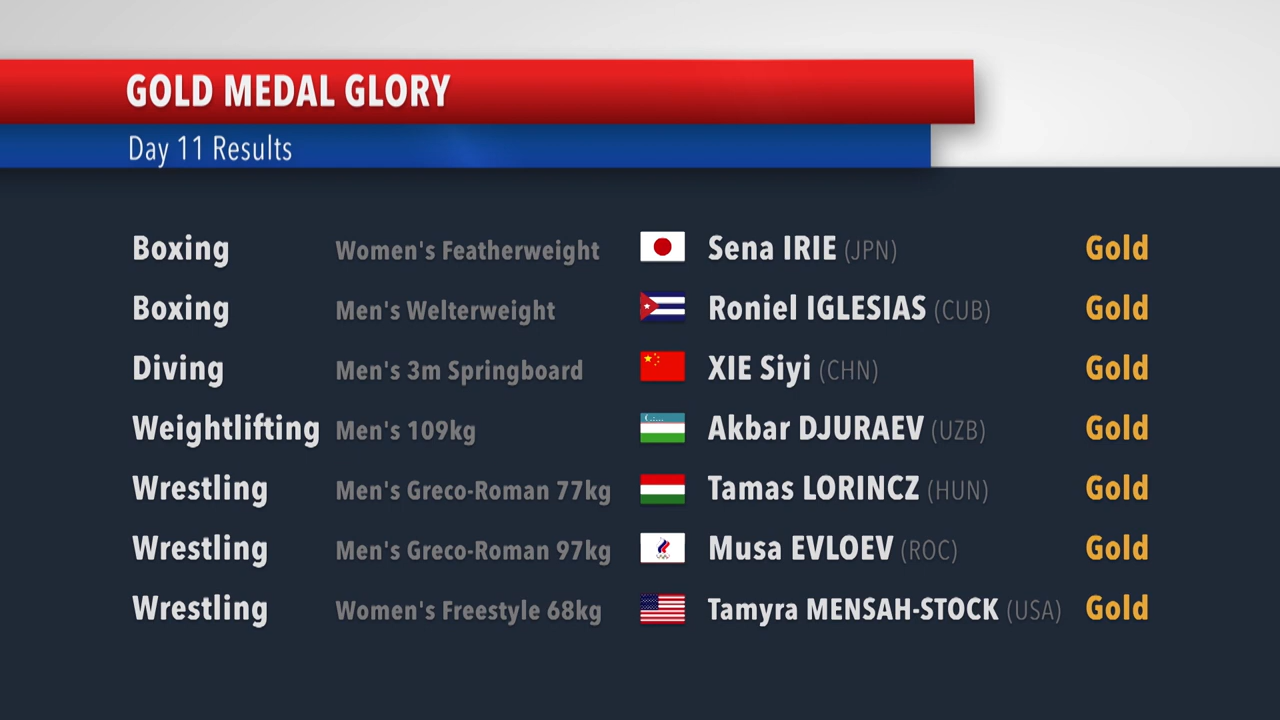 GOLD MEDAL GLORY
Day 11 Results
Boxing Women's Featherweight Sena IRIE (JPN) Gold
Boxing Men's Welterweight Roniel IGLESIAS (CUB) Gold
Diving Men's 3m Springboard XIE Siyi (CHN) Gold
Weightlifting Men's 109kg Akbar DJURAEV (UZB) Gold
Wrestling Men's Greco-Roman 77kg Tamas LORINCZ (HUN) Gold
Wrestling Men's Greco-Roman 97kg Musa EVLOEV (ROC) Gold
Wrestling Women's Freestyle 68kg Tamyra MENSAH-STOCK (USA) Gold